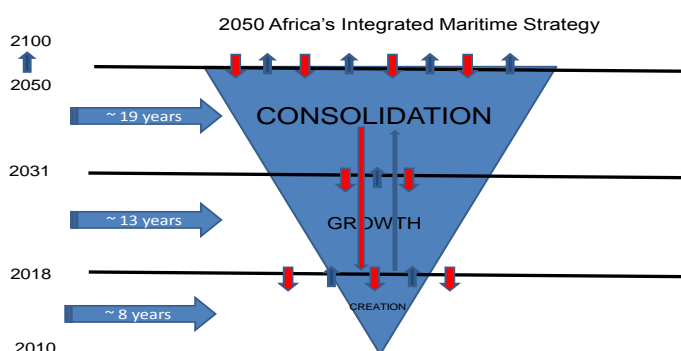 2050 Africa's Integrated Maritime Strategy
2100
2050
CONSOLIDATION
~ 19 years
2031
~ 13 years
GROWTH
2018
CREATION
~ 8 years
2010